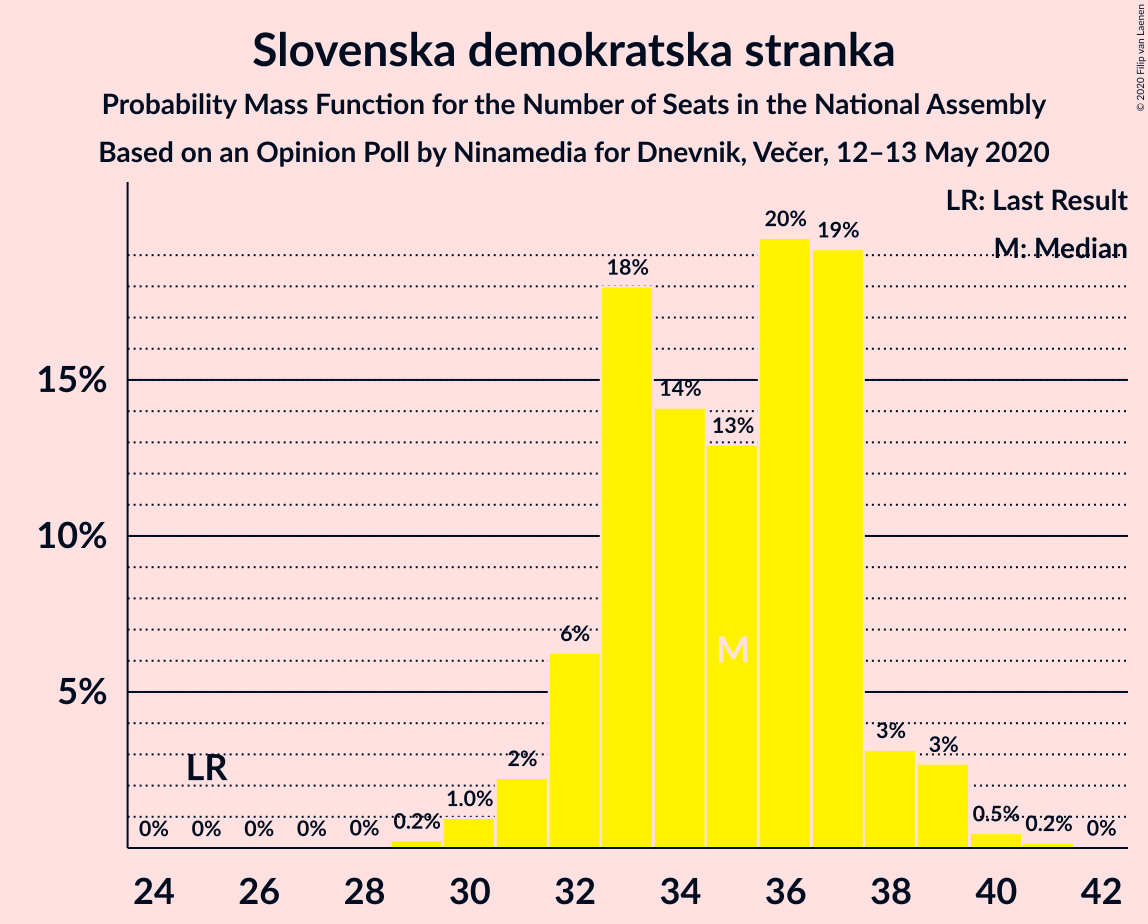 Slovenska demokratska stranka
Probability Mass Function for the Number of Seats in the National Assembly
Based on an Opinion Poll by Ninamedia for Dnevnik, Večer, 12–13 May 2020
© 2020 Filip van Laenen
LR: Last Result
M: Median
15%
10%
5%
0% 0% 0% 0% 0% 0.2% 1.0% 2% 6% 18% 14% 13% 20% 19% 3% 3% 0.5% 0.2% 0%
LR
M
24 26 28 30 32 34 36 38 40 42